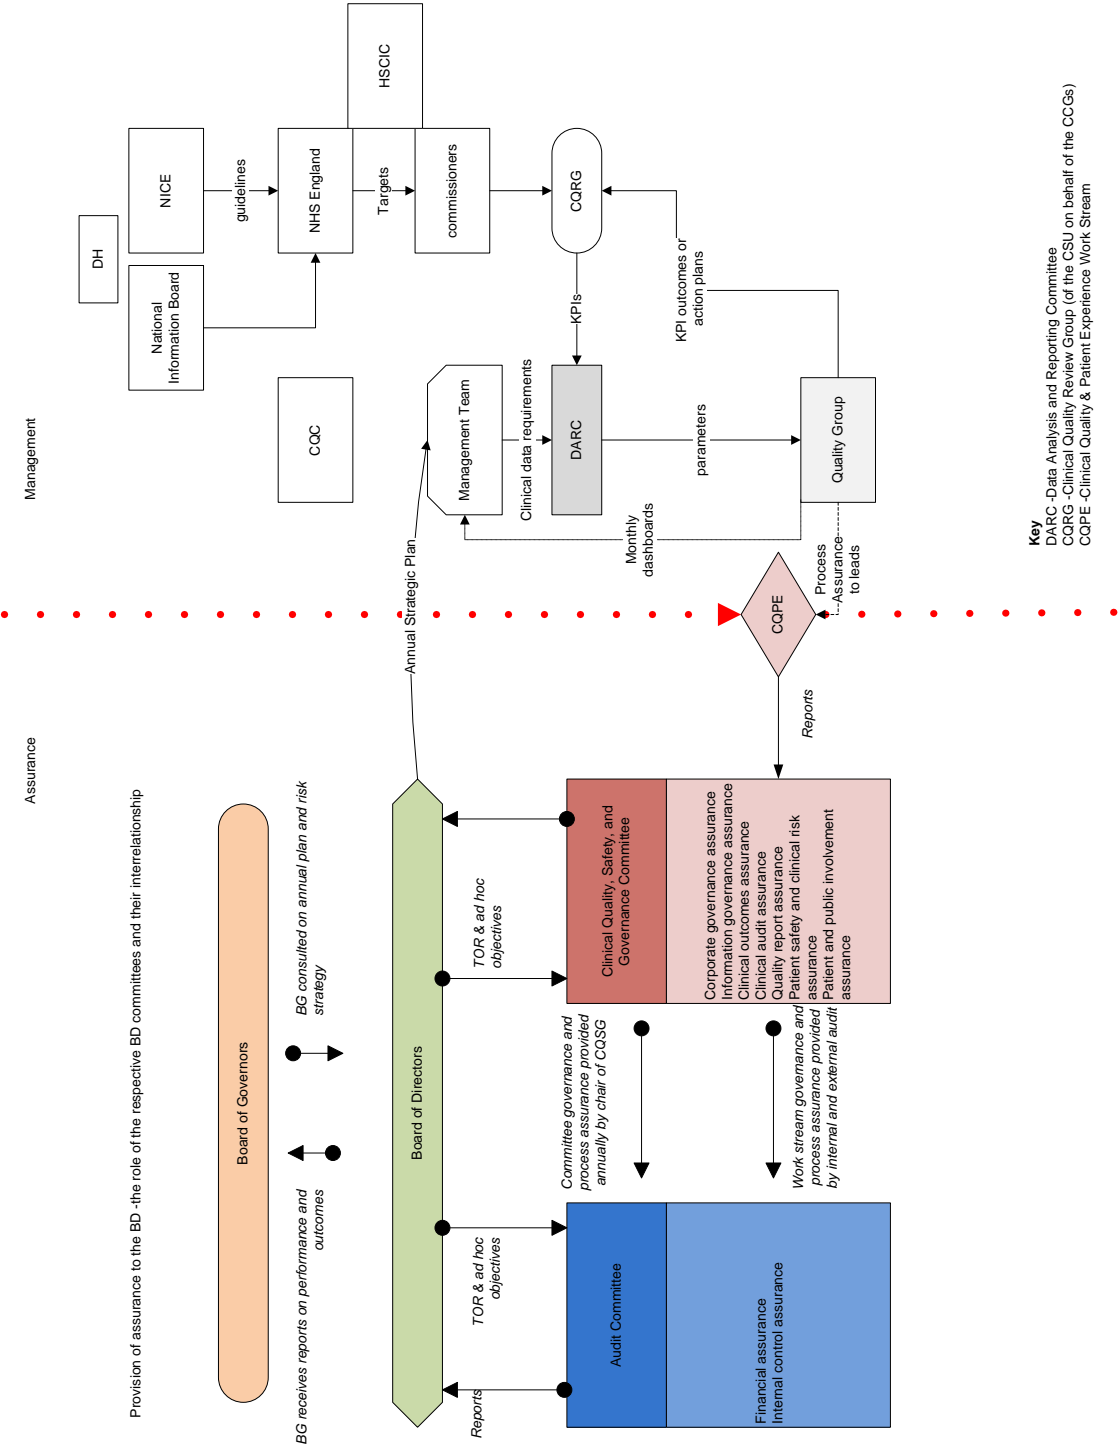 Assurance
Management
Provision of assurance to the BD -the role of the respective BD committees and their interrelationship
Board of Governors
BG receives reports on performance and
outcomes
BG consulted on annual plan and risk
strategy
Board of Directors
Annual Strategic Plan
Reports
TOR & ad hoc
objectives
TOR & ad hoc
objectives
Audit Committee
Financial assurance
Internal control assurance
Committee governance and
process assurance provided
annually by chair of CQSG
Work stream governance and
process assurance provided
by internal and external audit
Clinical Quality, Safety, and
Governance Committee
Corporate governance assurance
Information governance assurance
Clinical outcomes assurance
Clinical audit assurance
Quality report assurance
Patient safety and clinical risk
assurance
Patient and public involvement
assurance
Reports
CQPE
Process
Assurance
to leads
Monthly
dashboards
DH
National
Information Board
NICE
guidelines
CQC
NHS England
HSCIC
Targets
commissioners
Management Team
Clinical data requirements
DARC
KPIs
CQRG
parameters
KPI outcomes or
action plans
Quality Group
Key
DARC -Data Analysis and Reporting Committee
CQRG -Clinical Quality Review Group (of the CSU on behalf of the CCGs)
CQPE -Clinical Quality & Patient Experience Work Stream